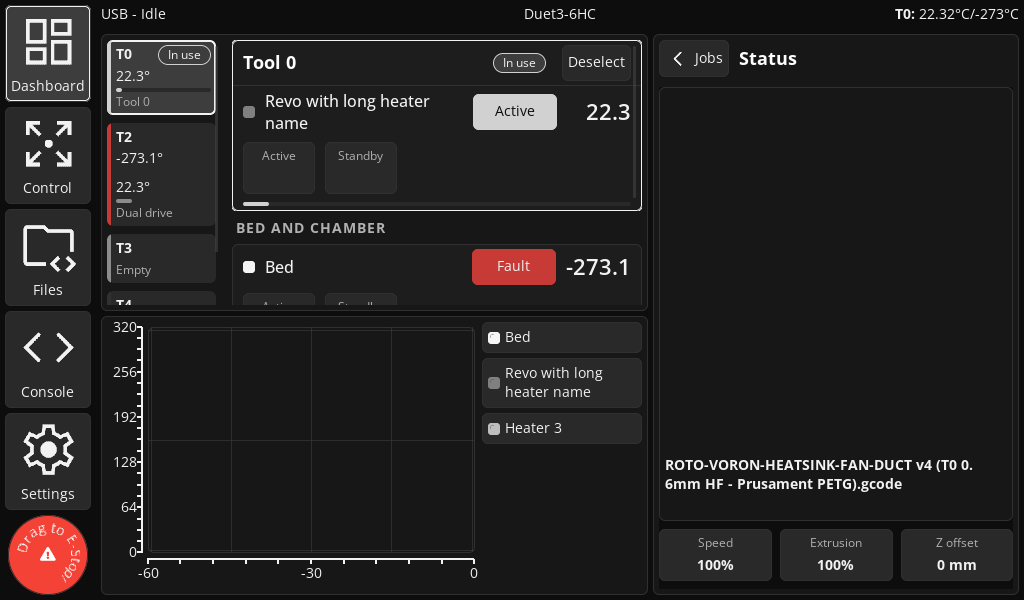 USB - Idle
Duet3-6HC
T0: 22.32°C/-273°C
Dashboard
Control
Files
Console
Settings
Drag to E-Stop!
T0
In use
22.3°
Tool 0
T2
-273.1°
22.3°
Dual drive
T3
Empty
T4
Tool 0
In use
Deselect
Revo with long heater
name
Active
22.3
Active
Standby
BED AND CHAMBER
Bed
Fault
-273.1
320
256
192
128
64
0
-60
-30
0
Bed
Revo with long
heater name
Heater 3
Jobs
Status
ROTO-VORON-HEATSINK-FAN-DUCT v4 (T0 0.
6mm HF - Prusament PETG).gcode
Speed
100%
Extrusion
100%
Z offset
0 mm